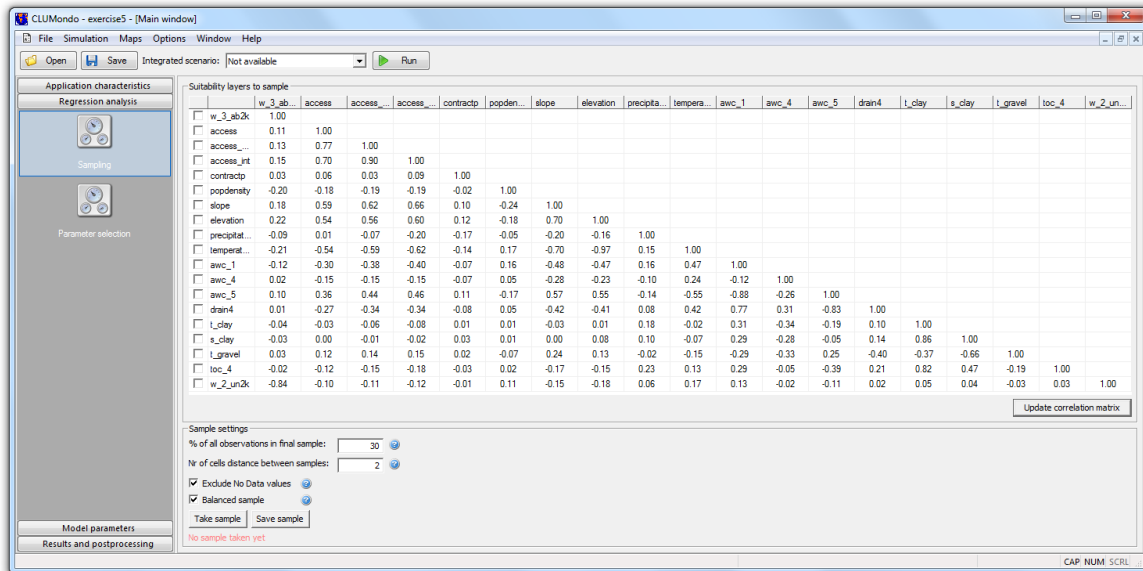 CLUMondo - exercise5 - [Main window]
File Simulation Maps Options Window Help
Open Save Integrated scenario: Not available Run
Application characteristics
Regression analysis
Sampling
Parameter selection
Model parameters
Results and postprocessing
Suitability layers to sample
w_3_ab... access access_... access_... contractp popden... slope elevation precipita... tempera... awc_1 awc_4 awc_5 drain4 t_clay s_clay t_gravel toc_4 w_2_un...
w_3_ab2k 1.00
access 0.11 1.00
access_... 0.13 0.77 1.00
access_int 0.15 0.70 0.90 1.00
contractp 0.03 0.06 0.03 0.09 1.00
popdensity -0.20 -0.18 -0.19 -0.19 -0.02 1.00
slope 0.18 0.59 0.62 0.66 0.10 -0.24 1.00
elevation 0.22 0.54 0.56 0.60 0.12 -0.18 0.70 1.00
precipitat... -0.09 0.01 -0.07 -0.20 -0.17 -0.05 -0.20 -0.16 1.00
temperat... -0.21 -0.54 -0.59 -0.62 -0.14 0.17 -0.70 -0.97 0.15 1.00
awc_1 -0.12 -0.30 -0.38 -0.40 -0.07 0.16 -0.48 -0.47 0.16 0.47 1.00
awc_4 0.02 -0.15 -0.15 -0.15 -0.07 0.05 -0.28 -0.23 -0.10 0.24 -0.12 1.00
awc_5 0.10 0.36 0.44 0.46 0.11 -0.17 0.57 0.55 -0.14 -0.55 -0.88 -0.26 1.00
drain4 0.01 -0.27 -0.34 -0.34 -0.08 0.05 -0.42 -0.41 0.08 0.42 0.77 0.31 -0.83 1.00
t_clay -0.04 -0.03 -0.06 -0.08 0.01 0.01 -0.03 0.01 0.18 -0.02 0.31 -0.34 -0.19 0.10 1.00
s_clay -0.03 0.00 -0.01 -0.02 0.03 0.01 0.00 0.08 0.10 -0.07 0.29 -0.28 -0.05 0.14 0.86 1.00
t_gravel 0.03 0.12 0.14 0.15 0.02 -0.07 0.24 0.13 -0.02 -0.15 -0.29 -0.33 0.25 -0.40 -0.37 -0.66 1.00
toc_4 -0.02 -0.12 -0.15 -0.18 -0.03 0.02 -0.17 -0.15 0.23 0.13 0.29 -0.05 -0.39 0.21 0.82 0.47 -0.19 1.00
w_2_un2k -0.84 -0.10 -0.11 -0.12 -0.01 0.11 -0.15 -0.18 0.06 0.17 0.13 -0.02 -0.11 0.02 0.05 0.04 -0.03 0.03 1.00
Update correlation matrix
Sample settings
% of all observations in final sample: 30
Nr of cells distance between samples: 2
Exclude No Data values
Balanced sample
Take sample Save sample
No sample taken yet
CAP NUM SCRL